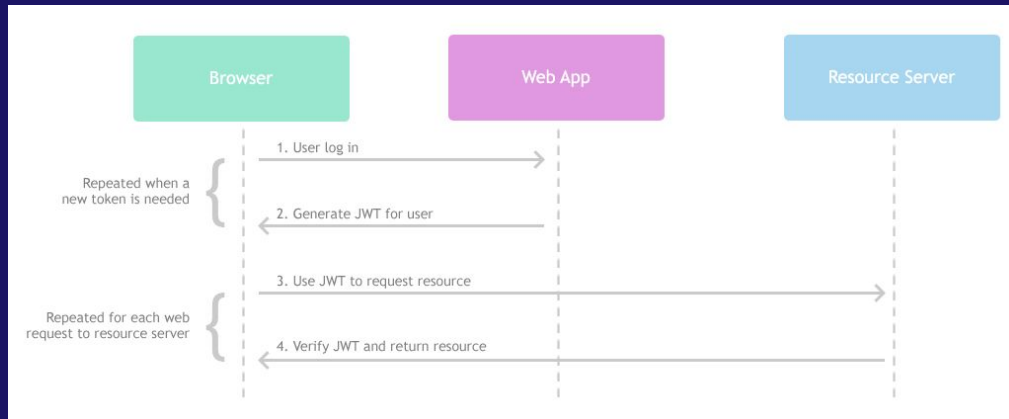 Browser
Web App
Resource Server
1. User log in
Repeated when a
new token is needed
2. Generate JWT for user
3. Use JWT to request resource
Repeated for each web
request to resource server
4. Verify JWT and return resource